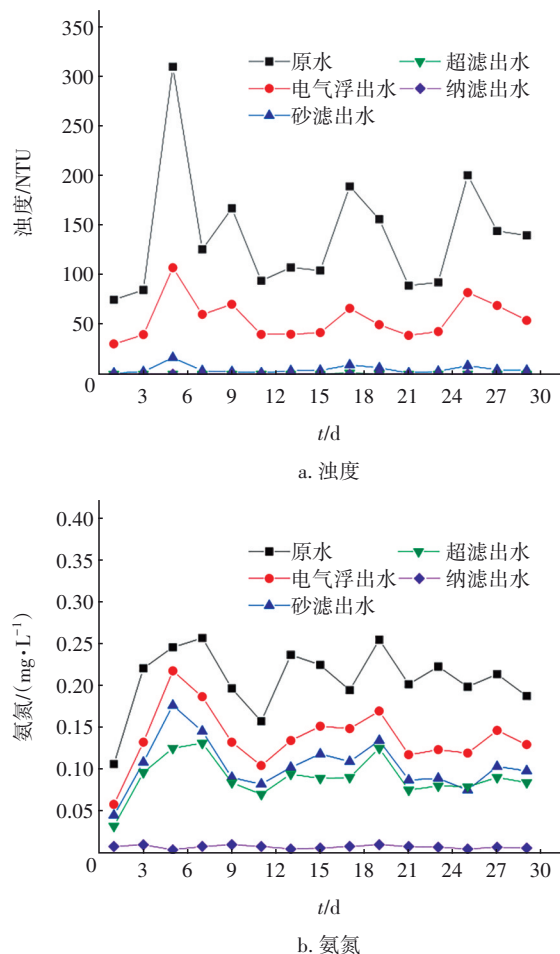 350
300
250
200
150
100
50
0
浊度/NTU
原水
电气浮出水
砂滤出水
超滤出水
纳滤出水
3 6 9 12 15 18 21 24 27 30
t/d
a. 浊度
0.40
0.35
0.30
0.25
0.20
0.15
0.10
0.05
0
氨氮/(mg·L⁻¹)
原水
电气浮出水
砂滤出水
超滤出水
纳滤出水
3 6 9 12 15 18 21 24 27 30
t/d
b. 氨氮